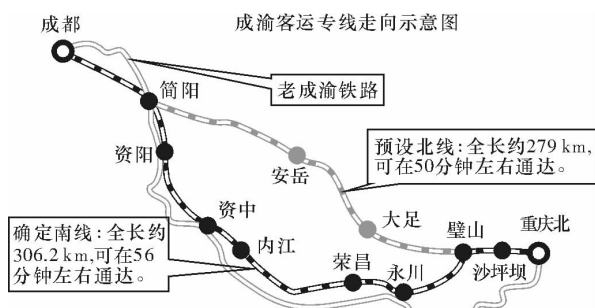 成渝客运专线走向示意图
成都
老成渝铁路
简阳
资阳
安岳
预设北线:全长约279 km,
可在50分钟左右通达。
资中
大足
内江
璧山
重庆北
沙坪坝
荣昌
永川
确定南线:全长约
306.2 km,可在56
分钟左右通达。